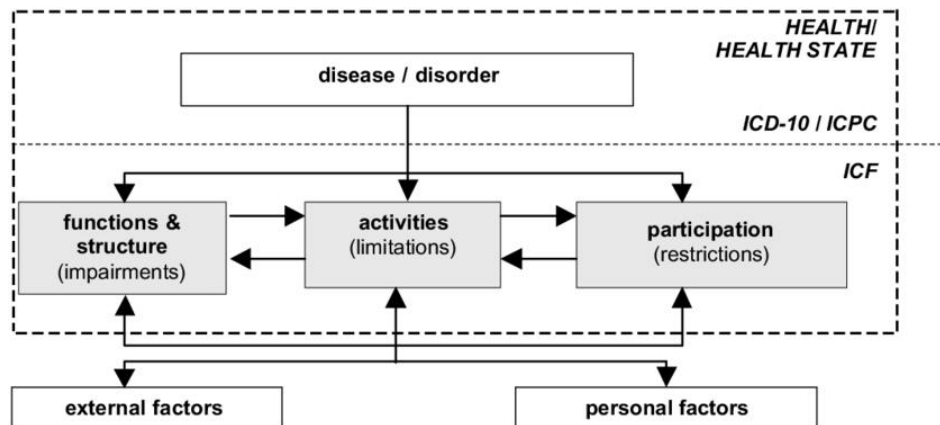 HEALTH/
HEALTH STATE
disease / disorder
ICD-10 / ICPC
ICF
functions &
structure
(impairments)
activities
(limitations)
participation
(restrictions)
external factors
personal factors